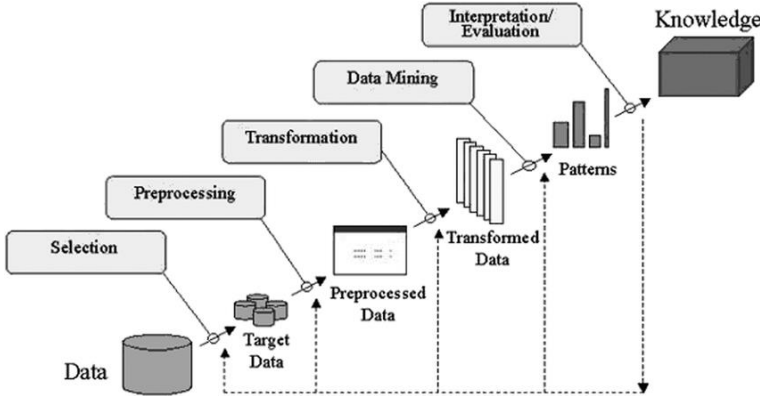 Interpretation/
Evaluation
Knowledge
Data Mining
Transformation
Patterns
Preprocessing
Transformed
Data
Selection
Preprocessed
Data
Target
Data
Data